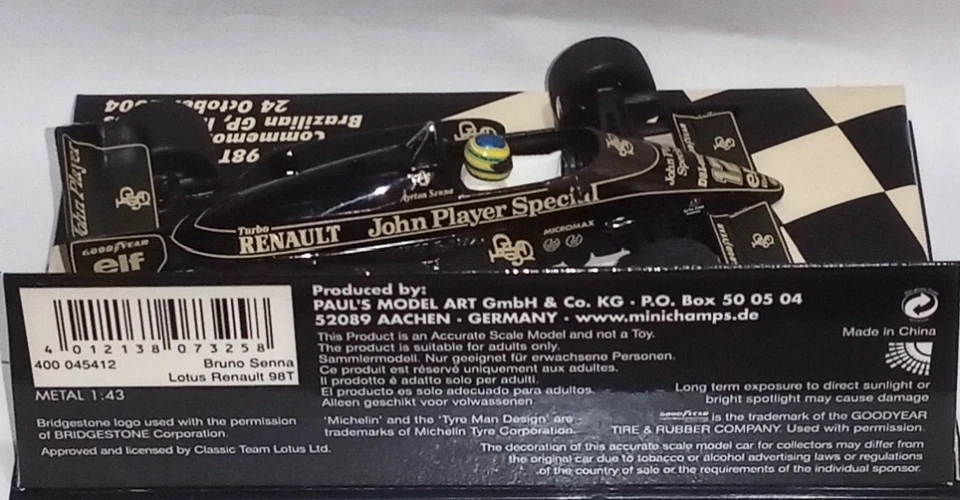 24 October 2004
Brazilian GP,
98T
John Player
JPS
GOODYEAR
elf
Turbo
RENAULT
John Player Special
Ayrton Senna
JPS
MICROMAX
JPS
12
elf
JPS
4 012138 073258
400 045412
Bruno Senna
Lotus Renault 98T
METAL 1:43
Bridgestone logo used with the permission
of BRIDGESTONE Corporation.
Approved and licensed by Classic Team Lotus Ltd.
Produced by:
PAUL'S MODEL ART GmbH & Co. KG · P.O. Box 50 05 04
52089 AACHEN · GERMANY · www.minichamps.de
This Product is an Accurate Scale Model and not a Toy.
The product is suitable for adults only.
Sammlermodell. Nur geeignet für erwachsene Personen.
Ce produit est réservé uniquement aux adultes.
Il prodotto è adatto solo per adulti.
El producto es solo adecuado para adultos.
Alleen geschikt voor volwassenen.
'Michelin' and the 'Tyre Man Design' are
trademarks of Michelin Tyre Corporation.
Made in China
Long term exposure to direct sunlight or
bright spotlight may cause damage
GOODYEAR is the trademark of the GOODYEAR
TIRE & RUBBER COMPANY. Used with permission.
The decoration of this accurate scale model car for collectors may differ from
the original car due to tobacco or alcohol advertising laws or regulations
of the country of sale or the requirements of the individual sponsor.